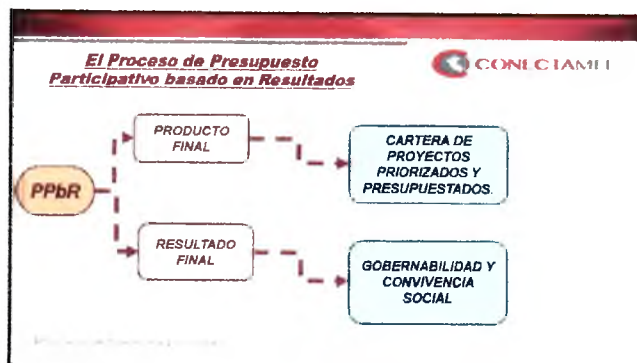 El Proceso de Presupuesto
Participativo basado en Resultados
CONECTAMEF
PPbR
PRODUCTO
FINAL
CARTERA DE
PROYECTOS
PRIORIZADOS Y
PRESUPUESTADOS.
RESULTADO
FINAL
GOBERNABILIDAD Y
CONVIVENCIA
SOCIAL